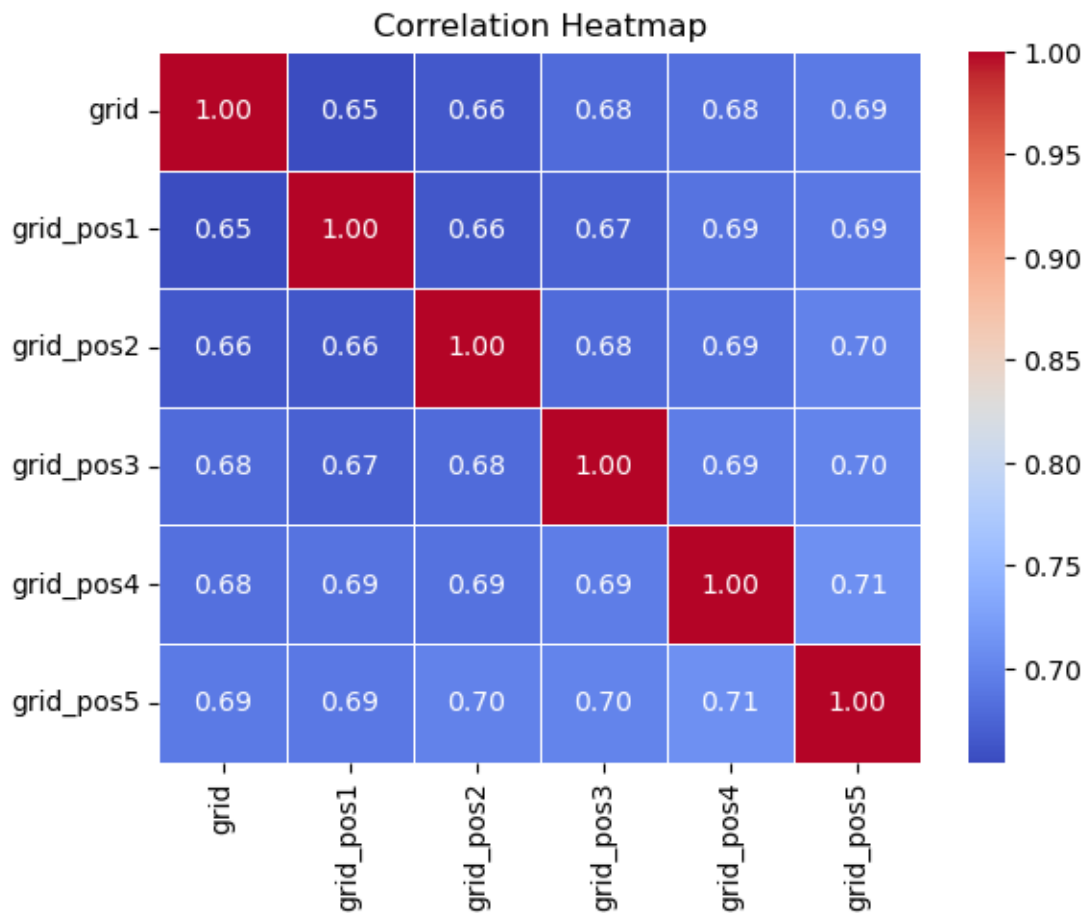 Correlation Heatmap
grid 1.00 0.65 0.66 0.68 0.68 0.69
grid_pos1 0.65 1.00 0.66 0.67 0.69 0.69
grid_pos2 0.66 0.66 1.00 0.68 0.69 0.70
grid_pos3 0.68 0.67 0.68 1.00 0.69 0.70
grid_pos4 0.68 0.69 0.69 0.69 1.00 0.71
grid_pos5 0.69 0.69 0.70 0.70 0.71 1.00
grid grid_pos1 grid_pos2 grid_pos3 grid_pos4 grid_pos5
1.00
0.95
0.90
0.85
0.80
0.75
0.70